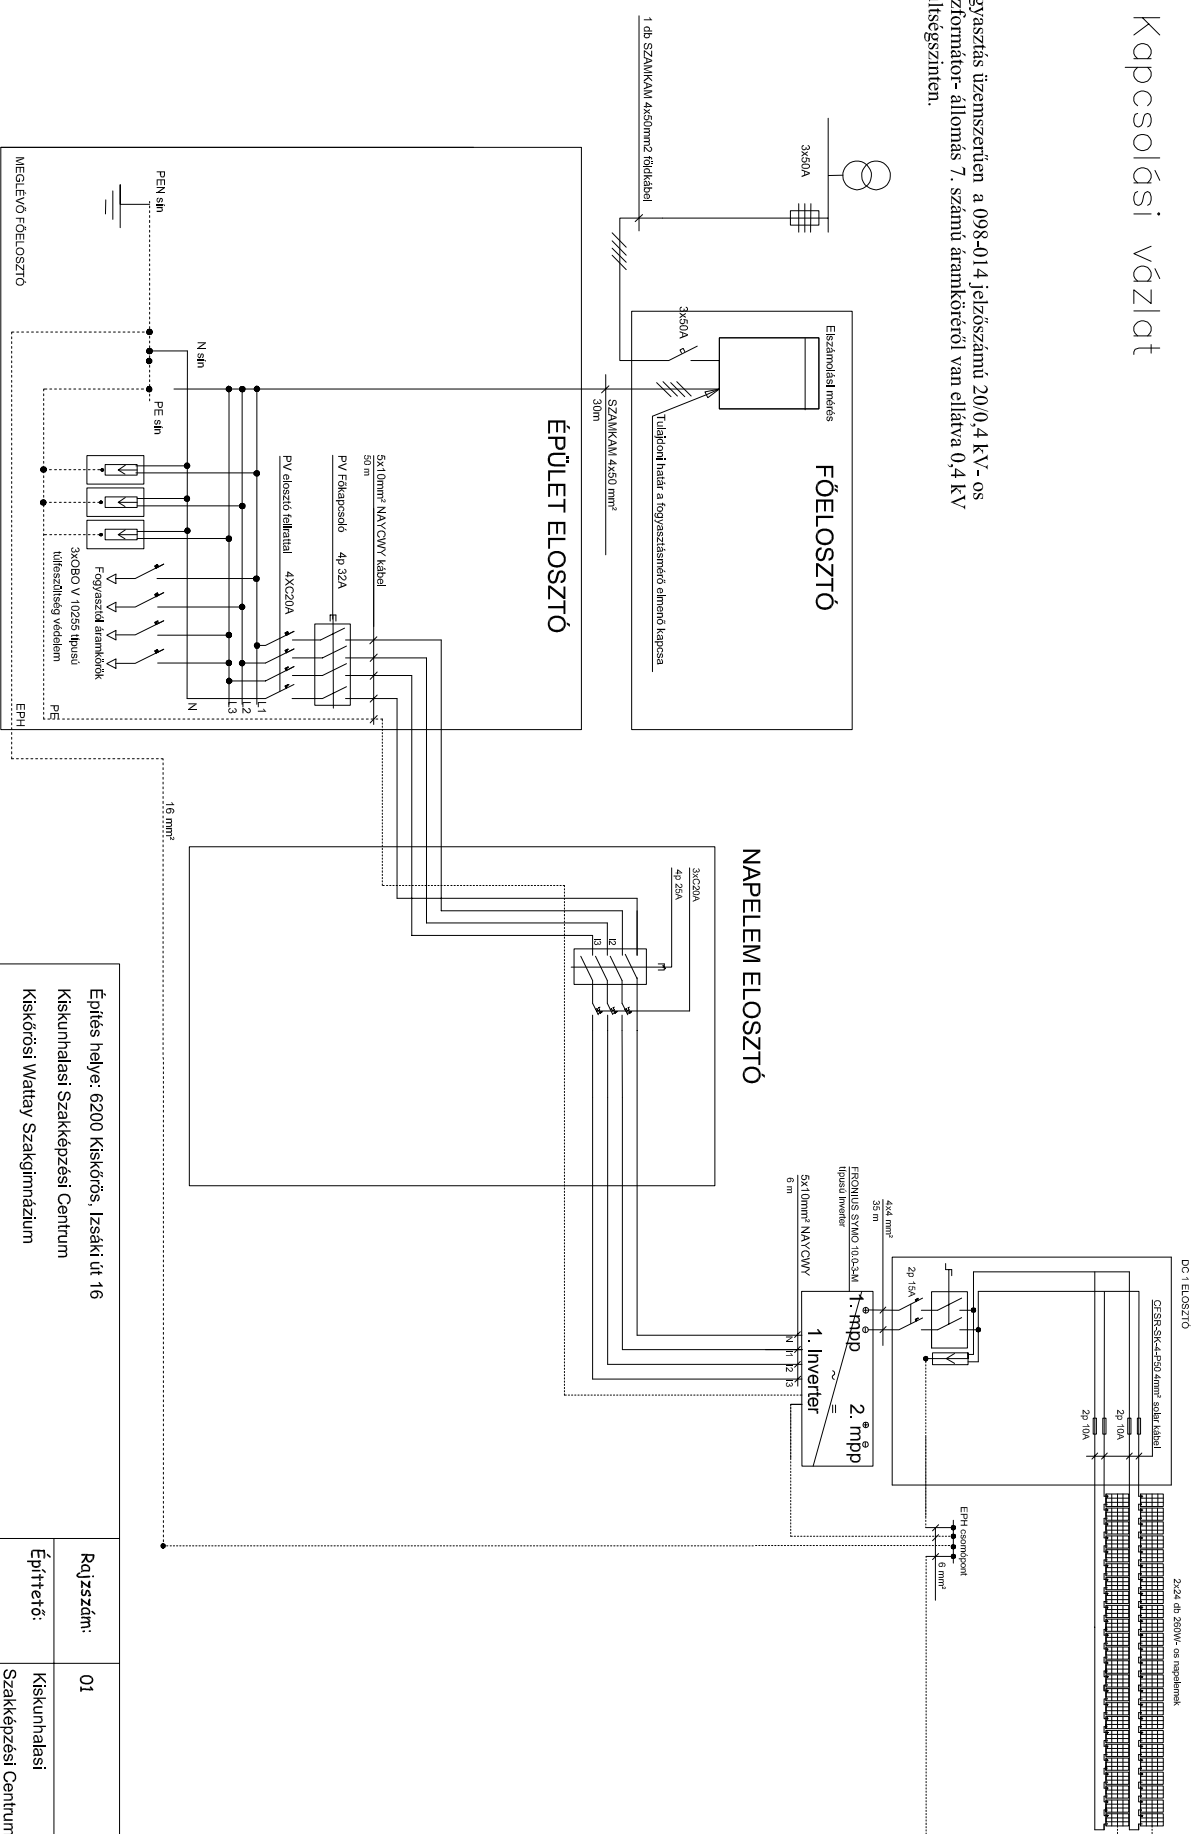 Kapcsolási vázlat
gyasztás üzemszerűen a 098-014 jelzőszámú 20/0,4 kV- os
zformátor- állomás 7. számú áramköréről van ellátva 0,4 kV
ltségszinten.
1 db SZAMKAM 4x50mm2 földkábel
3x50A
FŐELOSZTÓ
Elszámolási mérés
3x50A
Tulajdoni határ a fogyasztásmérő elmenő kapcsa
SZAMKAM 4x50 mm²
30m
ÉPÜLET ELOSZTÓ
5x10mm² NAYCWY kábel
50 m
PV Főkapcsoló 4p 32A
PV elosztó felirattal 4XC20A
L1
L2
L3
N
PE
EPH
N sín
PE sín
PEN sín
Fogyasztói áramkörök
3xOBO V 10255 típusú
túlfeszültség védelem
MEGLÉVŐ FŐELOSZTÓ
16 mm²
NAPELEM ELOSZTÓ
3xC20A
4p 25A
l2
l3
DC 1 ELOSZTÓ
2x24 db 260W- os napelemek
CFSR-SK-4-P50 4mm² solar kábel
2p 10A
2p 10A
2p 15A
4x4 mm²
35 m
FRONIUS SYMO 10.0-3-M
típusú Inverter
1. mpp
2. mpp
~
=
1. Inverter
5x10mm² NAYCWY
6 m
N
l1
l2
l3
EPH csomópont
6 mm²
Építés helye: 6200 Kiskőrös, Izsáki út 16
Kiskunhalasi Szakképzési Centrum
Kiskőrösi Wattay Szakgimnázium
Rajzszám:
01
Építtető:
Kiskunhalasi
Szakképzési Centrum